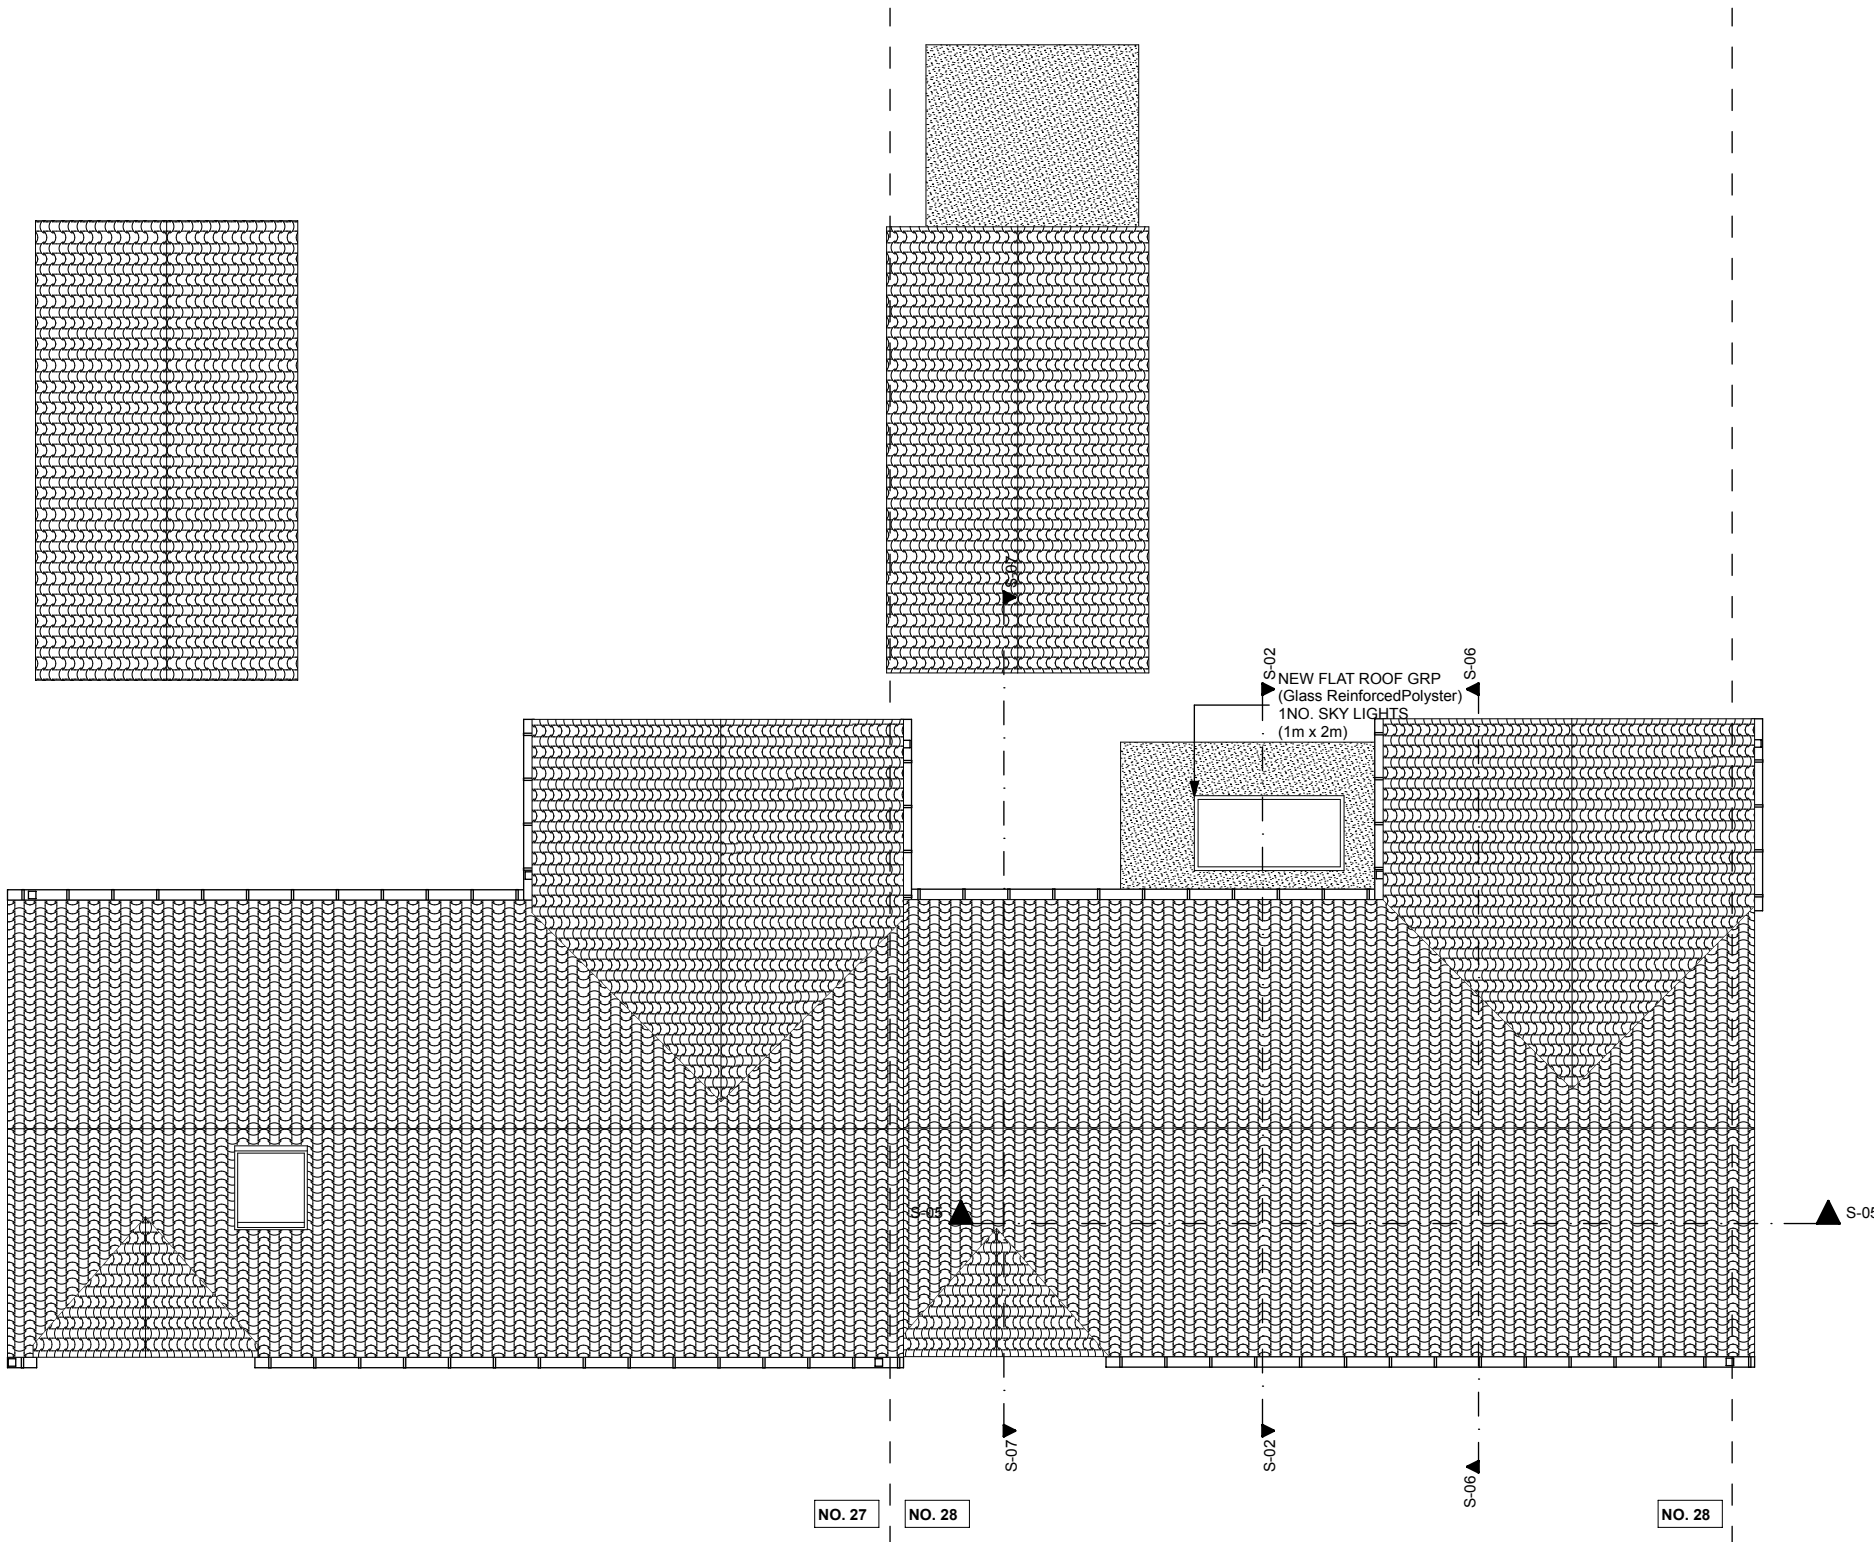 S-07
S-02
S-06
NEW FLAT ROOF GRP
(Glass ReinforcedPolyster)
1NO. SKY LIGHTS
(1m x 2m)
S-05
S-05
S-07
S-02
S-06
NO. 27
NO. 28
NO. 28